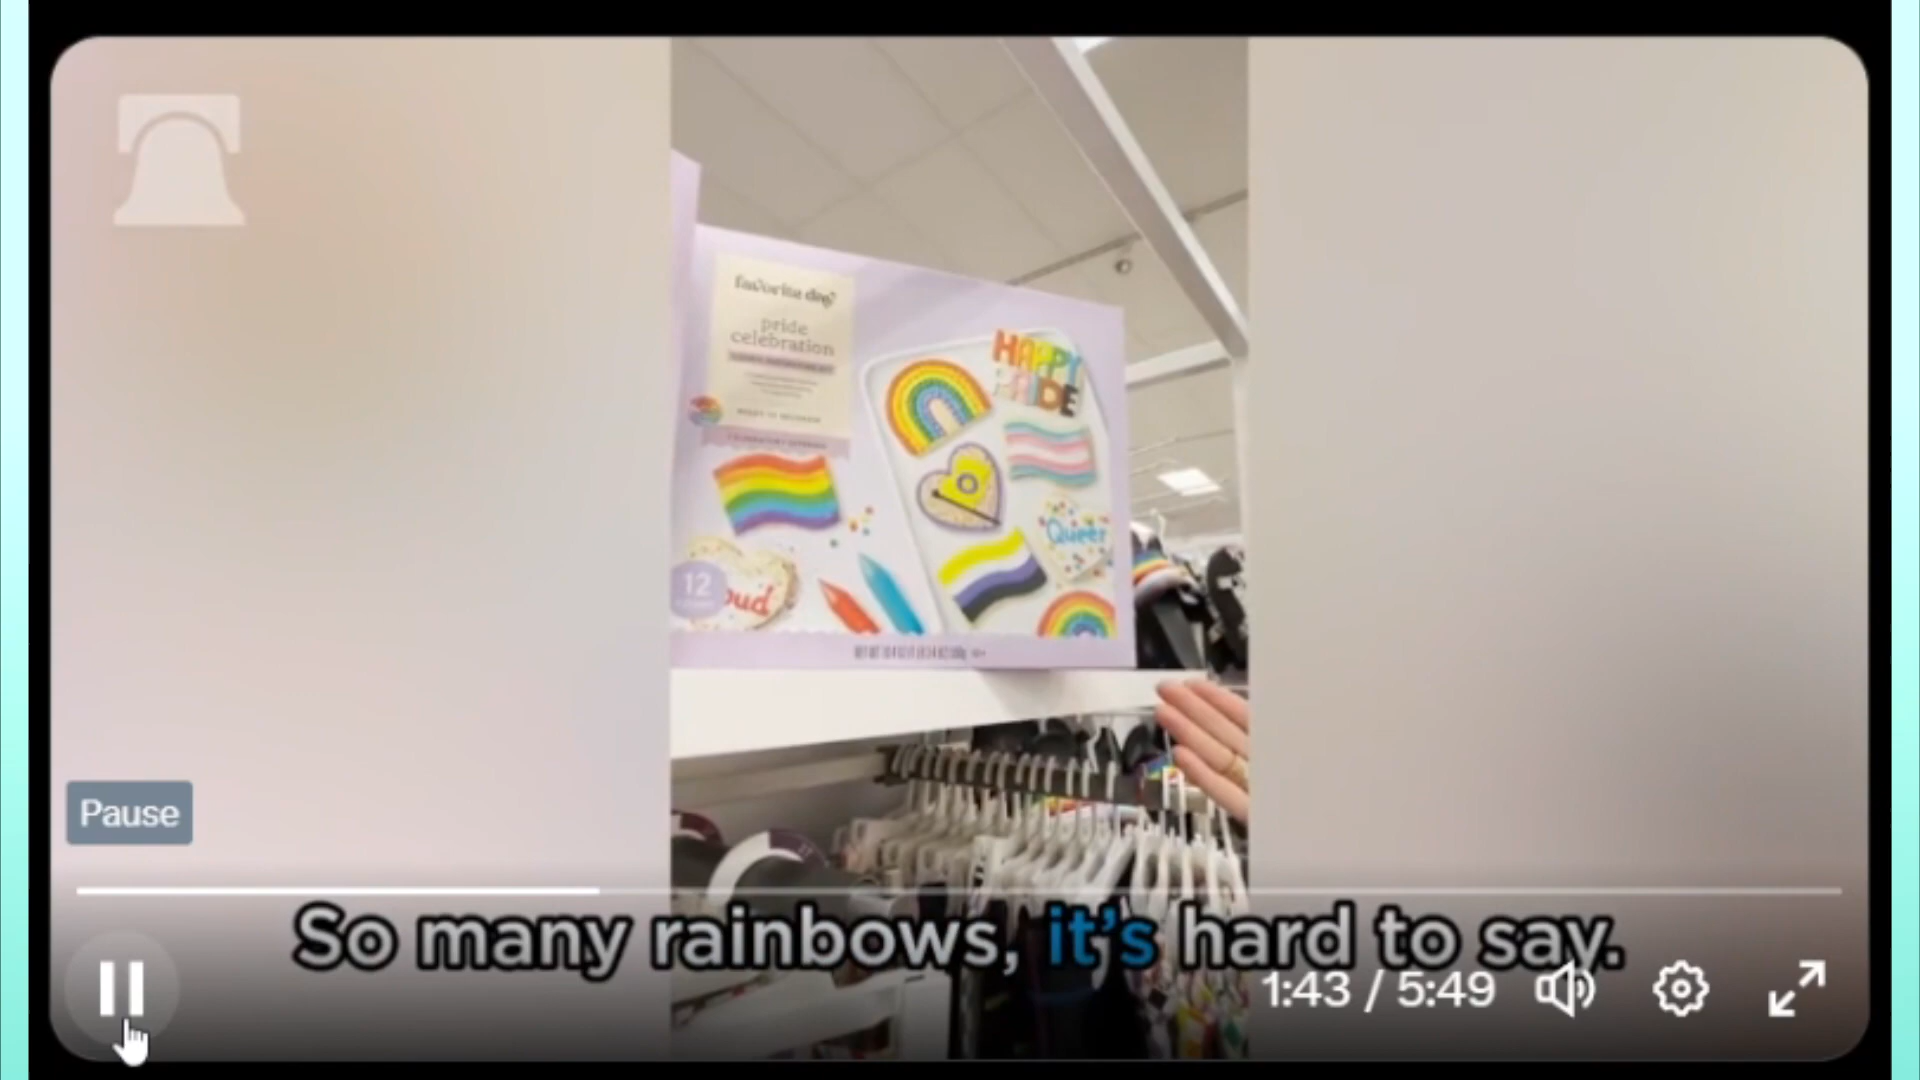 favorite day
pride
celebration
HAPPY
PRIDE
Queer
12
oud
Pause
So many rainbows, it's hard to say.
1:43 / 5:49